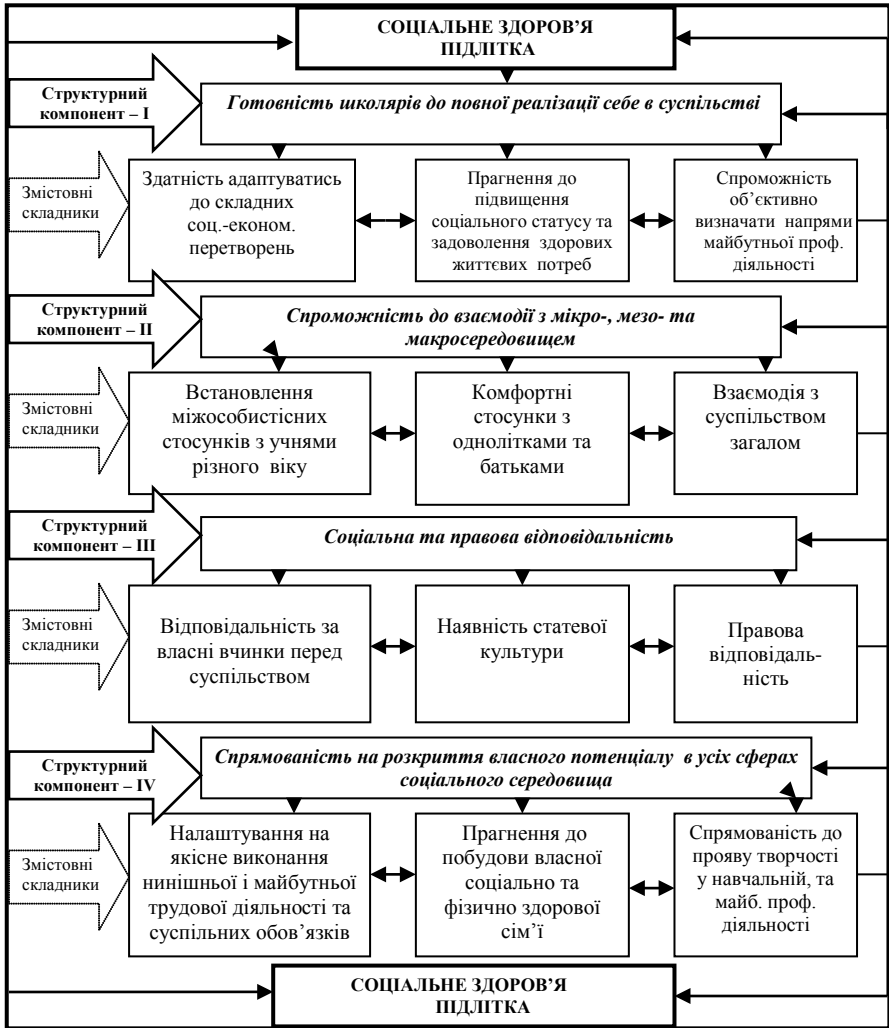 СОЦІАЛЬНЕ ЗДОРОВ’Я
ПІДЛІТКА
Структурний
компонент – I
Готовність школярів до повної реалізації себе в суспільстві
Змістовні
складники
Здатність адаптуватись
до складних
соц.-економ.
перетворень
Прагнення до
підвищення
соціального статусу та
задоволення здорових
життєвих потреб
Спроможність
об’єктивно
визначати напрями
майбутньої проф.
діяльності
Структурний
компонент – II
Спроможність до взаємодії з мікро-, мезо- та
макросередовищем
Змістовні
складники
Встановлення
міжособистісних
стосунків з учнями
різного віку
Комфортні
стосунки з
однолітками та
батьками
Взаємодія з
суспільством
загалом
Структурний
компонент – III
Соціальна та правова відповідальність
Змістовні
складники
Відповідальність за
власні вчинки перед
суспільством
Наявність статевої
культури
Правова
відповідаль-
ність
Структурний
компонент – IV
Спрямованість на розкриття власного потенціалу в усіх сферах
соціального середовища
Змістовні
складники
Налаштування на
якісне виконання
нинішньої і майбутньої
трудової діяльності та
суспільних обов’язків
Прагнення до
побудови власної
соціально та
фізично здорової
сім’ї
Спрямованість до
прояву творчості
у навчальній, та
майб. проф.
діяльності
СОЦІАЛЬНЕ ЗДОРОВ’Я
ПІДЛІТКА